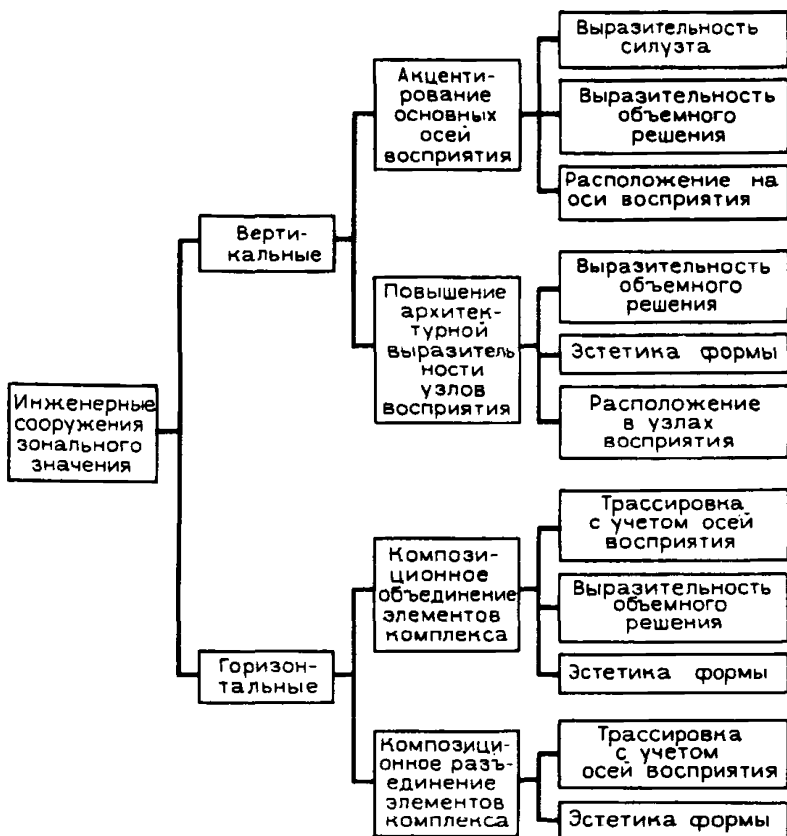 Инженерные
сооружения
зонального
значения
Верти-
кальные
Акценти-
рование
основных
осей
восприятия
Выразительность
силуэта
Выразительность
объемного
решения
Расположение на
оси восприятия
Повышение
архитек-
турной
выразитель
ности
узлов
восприятия
Выразительность
объемного
решения
Эстетика формы
Расположение
в узлах
восприятия
Горизон-
тальные
Компози-
ционное
объединение
элементов
комплекса
Трассировка
с учетом осей
восприятия
Выразительность
объемного
решения
Эстетика формы
Композици-
онное разъ-
единение
элементов
комплекса
Трассировка
с учетом
осей восприятия
Эстетика формы